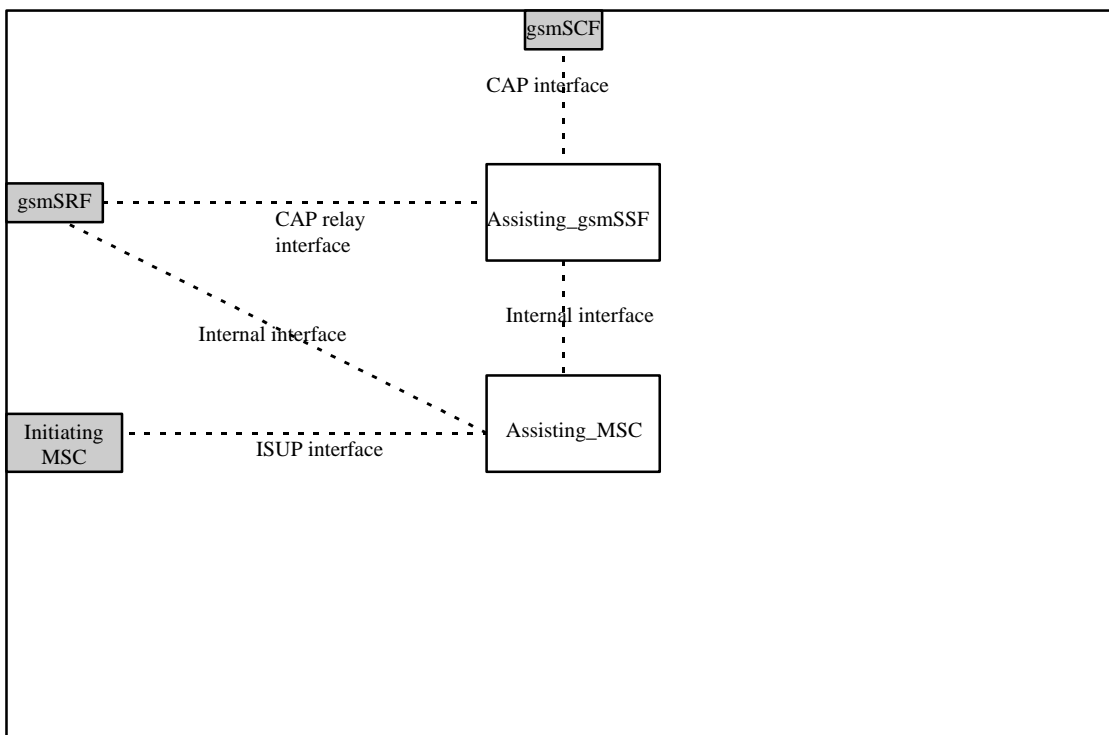 gsmSCF
CAP interface
gsmSRF
CAP relay
interface
Assisting_gsmSSF
Internal interface
Internal interface
Initiating
MSC
ISUP interface
Assisting_MSC